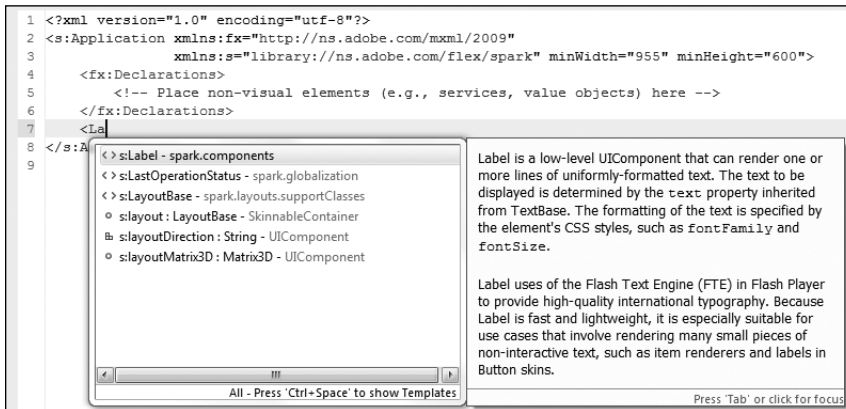 1 <?xml version="1.0" encoding="utf-8"?>
2 <s:Application xmlns:fx="http://ns.adobe.com/mxml/2009"
3 xmlns:s="library://ns.adobe.com/flex/spark" minWidth="955" minHeight="600">
4 <fx:Declarations>
5 <!-- Place non-visual elements (e.g., services, value objects) here -->
6 </fx:Declarations>
7 <La
8 </s:A
9
s:Label - spark.components
s:LastOperationStatus - spark.globalization
s:LayoutBase - spark.layouts.supportClasses
s:layout : LayoutBase - SkinnableContainer
s:layoutDirection : String - UIComponent
s:layoutMatrix3D : Matrix3D - UIComponent
All - Press 'Ctrl+Space' to show Templates
Label is a low-level UIComponent that can render one or
more lines of uniformly-formatted text. The text to be
displayed is determined by the text property inherited
from TextBase. The formatting of the text is specified by
the element's CSS styles, such as fontFamily and
fontSize.
Label uses of the Flash Text Engine (FTE) in Flash Player
to provide high-quality international typography. Because
Label is fast and lightweight, it is especially suitable for
use cases that involve rendering many small pieces of
non-interactive text, such as item renderers and labels in
Button skins.
Press 'Tab' or click for focus